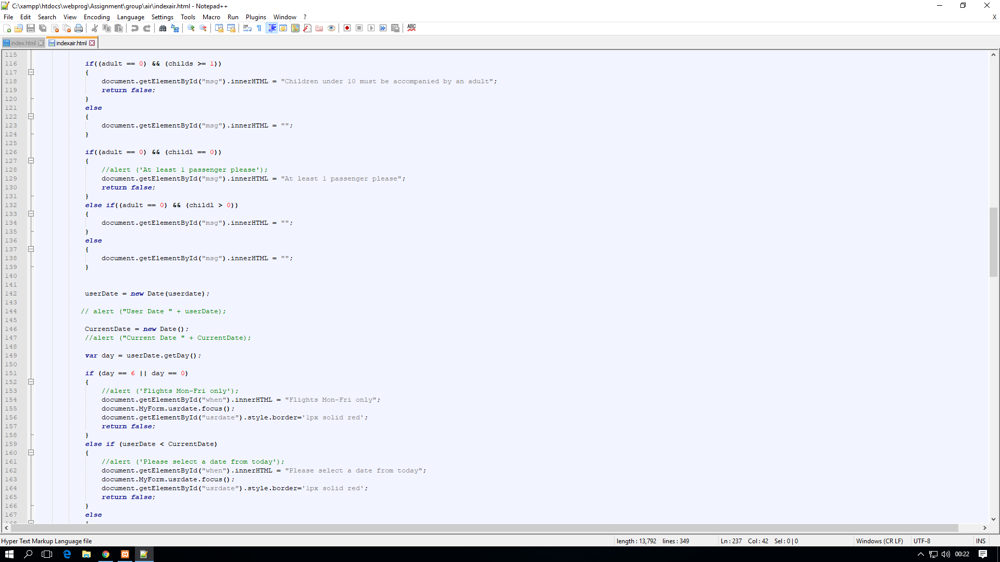 C:\xampp\htdocs\webprog\Assignment\group\air\indexair.html - Notepad++
File Edit Search View Encoding Language Settings Tools Macro Run Plugins Window ? X
ABC
index.html indexair.html
115
116 if((adult == 0) && (childs >= 1))
117 {
118 document.getElementById("msg").innerHTML = "Children under 10 must be accompanied by an adult";
119 return false;
120 }
121 else
122 {
123 document.getElementById("msg").innerHTML = "";
124 }
125
126 if((adult == 0) && (childl == 0))
127 {
128 //alert ('At least 1 passenger please');
129 document.getElementById("msg").innerHTML = "At least 1 passenger please";
130 return false;
131 }
132 else if((adult == 0) && (childl > 0))
133 {
134 document.getElementById("msg").innerHTML = "";
135 }
136 else
137 {
138 document.getElementById("msg").innerHTML = "";
139 }
140
141
142 userDate = new Date(userdate);
143
144 // alert ("User Date " + userDate);
145
146 CurrentDate = new Date();
147 //alert ("Current Date " + CurrentDate);
148
149 var day = userDate.getDay();
150
151 if (day == 6 || day == 0)
152 {
153 //alert ('Flights Mon-Fri only');
154 document.getElementById("when").innerHTML = "Flights Mon-Fri only";
155 document.MyForm.usrdate.focus();
156 document.getElementById("usrdate").style.border='1px solid red';
157 return false;
158 }
159 else if (userDate < CurrentDate)
160 {
161 //alert ('Please select a date from today');
162 document.getElementById("when").innerHTML = "Please select a date from today";
163 document.MyForm.usrdate.focus();
164 document.getElementById("usrdate").style.border='1px solid red';
165 return false;
166 }
167 else
168 {
Hyper Text Markup Language file length : 13,792 lines : 349 Ln : 237 Col : 42 Sel : 0 | 0 Windows (CR LF) UTF-8 INS
00:22